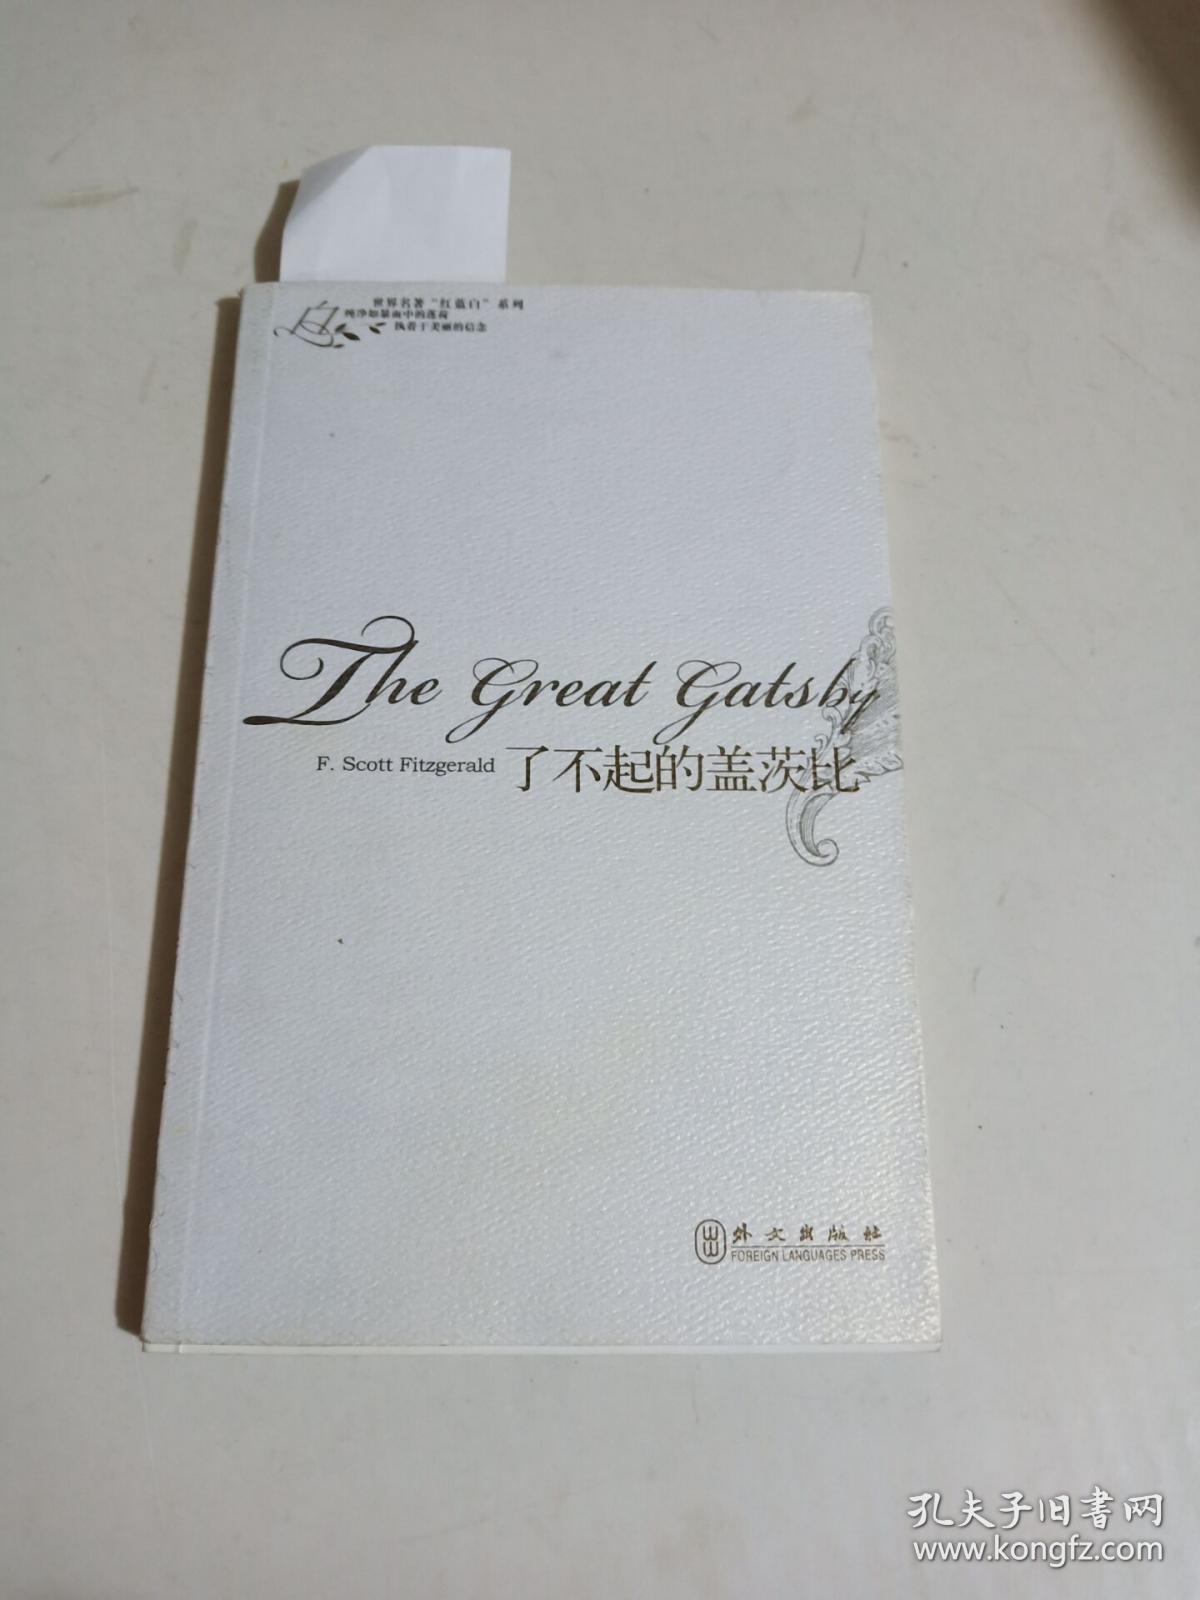 世界名著“红蓝白”系列
纯净如暴雨中的莲荷
执着于美丽的信念
The Great Gatsby
F. Scott Fitzgerald 了不起的盖茨比
外文出版社
FOREIGN LANGUAGES PRESS
孔夫子旧书网
www.kongfz.com